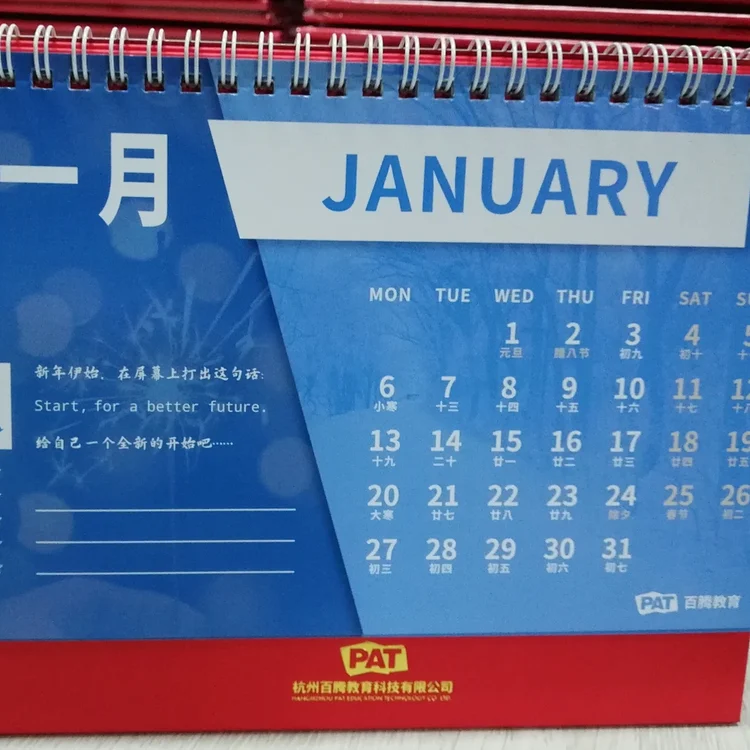 一月
JANUARY
MON TUE WED THU FRI SAT
1 2 3 4
元旦 腊八节 初九 初十
6 7 8 9 10 11
小寒 十三 十四 十五 十六 十七
13 14 15 16 17 18 19
十九 二十 廿一 廿二 廿三 廿四 廿五
20 21 22 23 24 25 26
大寒 廿七 廿八 廿九 除夕 春节 初二
27 28 29 30 31
初三 初四 初五 初六 初七
新年伊始，在屏幕上打出这句话：
Start, for a better future.
给自己一个全新的开始吧……
PAT 百腾教育
PAT
杭州百腾教育科技有限公司
HANGZHOU PAT EDUCATION TECHNOLOGY CO. LTD.